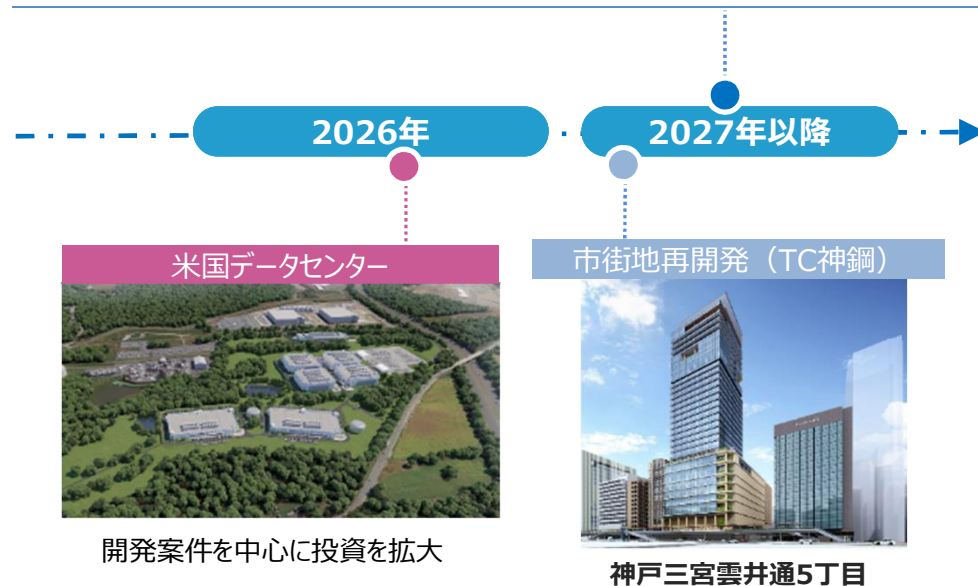 2026年
2027年以降
米国データセンター
市街地再開発（TC神鋼）
開発案件を中心に投資を拡大
神戸三宮雲井通5丁目